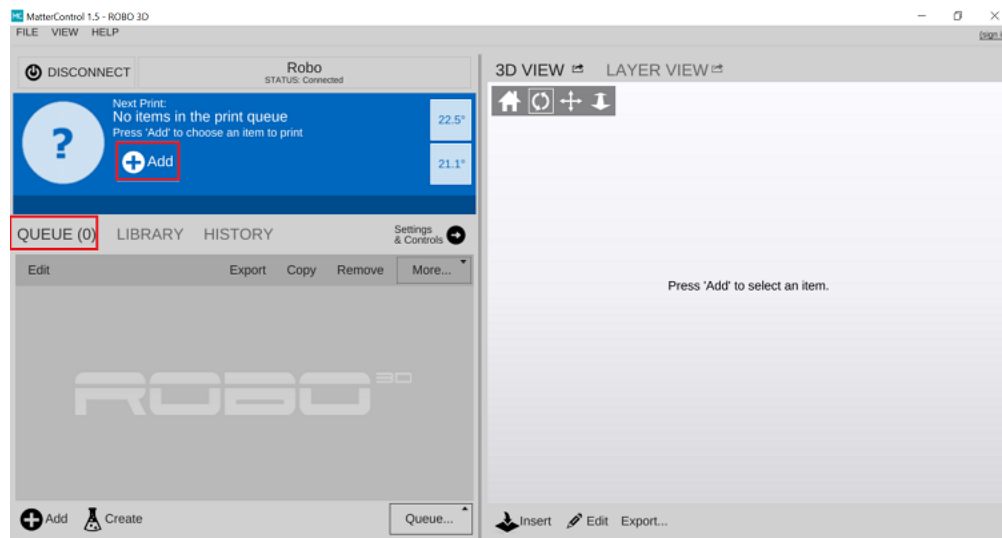 MC MatterControl 1.5 - ROBO 3D
FILE VIEW HELP
(sign i
DISCONNECT
Robo
STATUS: Connected
Next Print:
No items in the print queue
Press 'Add' to choose an item to print
?
Add
22.5°
21.1°
QUEUE (0) LIBRARY HISTORY
Settings
& Controls
Edit Export Copy Remove More...
ROBO 3D
Add Create Queue...
3D VIEW LAYER VIEW
Press 'Add' to select an item.
Insert Edit Export...